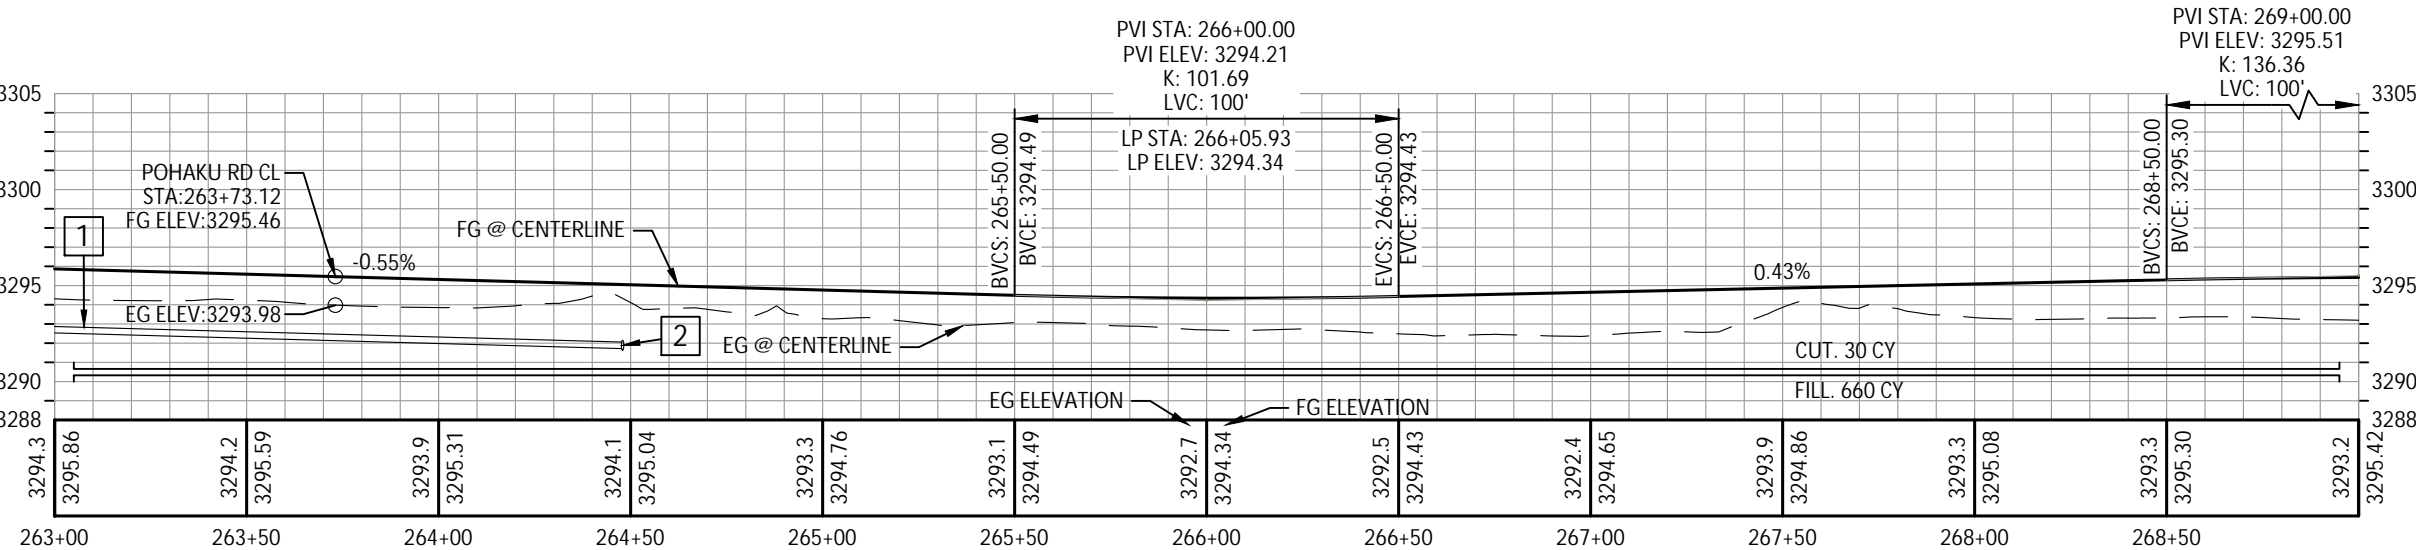 PVI STA: 266+00.00
PVI ELEV: 3294.21
K: 101.69
LVC: 100'
PVI STA: 269+00.00
PVI ELEV: 3295.51
K: 136.36
LVC: 100'
3305
3305
LP STA: 266+05.93
LP ELEV: 3294.34
BVCS: 265+50.00
BVCE: 3294.49
EVCS: 266+50.00
EVCE: 3294.43
BVCS: 268+50.00
BVCE: 3295.30
POHAKU RD CL
STA:263+73.12
FG ELEV:3295.46
3300
3300
1
FG @ CENTERLINE
-0.55%
0.43%
3295
3295
EG ELEV:3293.98
2
EG @ CENTERLINE
CUT. 30 CY
3290
3290
FILL. 660 CY
EG ELEVATION
FG ELEVATION
3288
3288
3294.3
3295.86
3294.2
3295.59
3293.9
3295.31
3294.1
3295.04
3293.3
3294.76
3293.1
3294.49
3292.7
3294.34
3292.5
3294.43
3292.4
3294.65
3293.9
3294.86
3293.3
3295.08
3293.3
3295.30
3293.2
3295.42
263+00
263+50
264+00
264+50
265+00
265+50
266+00
266+50
267+00
267+50
268+00
268+50